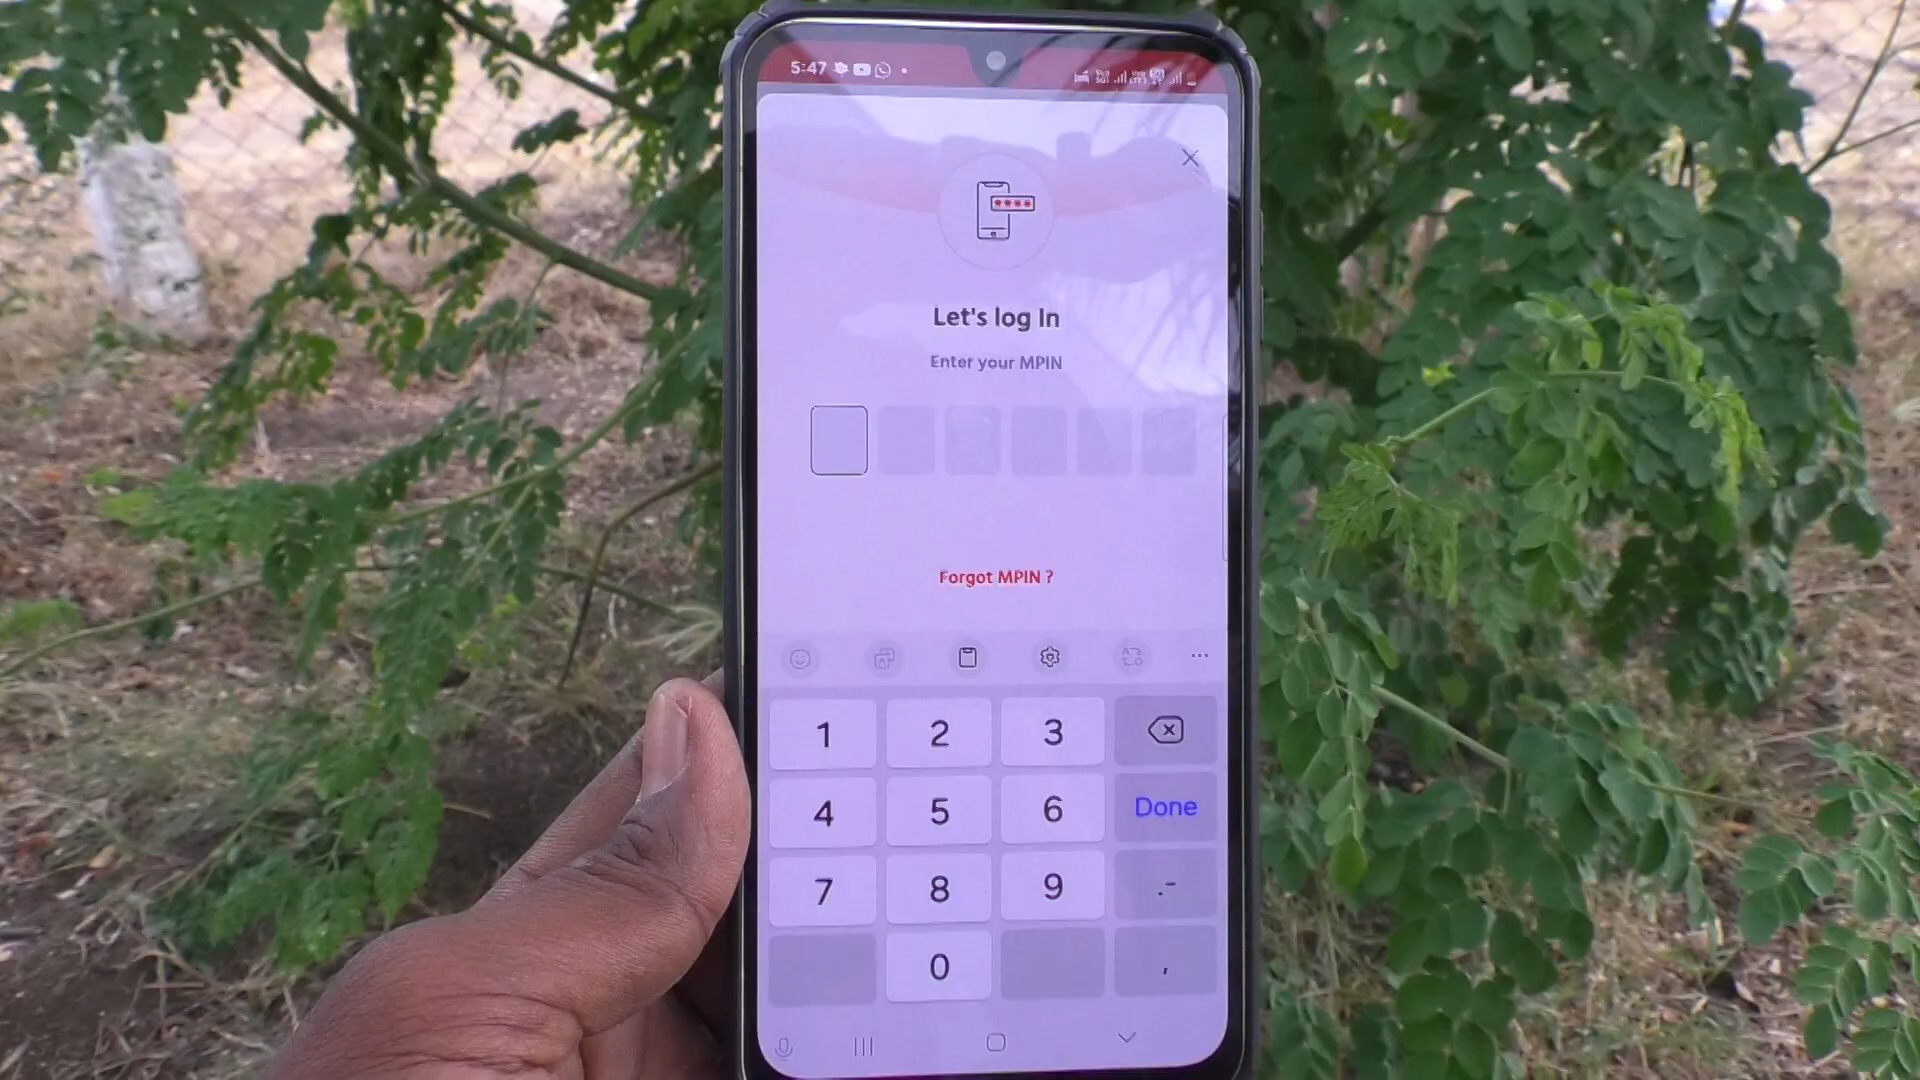 5:47
Let's log In
Enter your MPIN
Forgot MPIN ?
1 2 3
4 5 6 Done
7 8 9 .-
0 ,